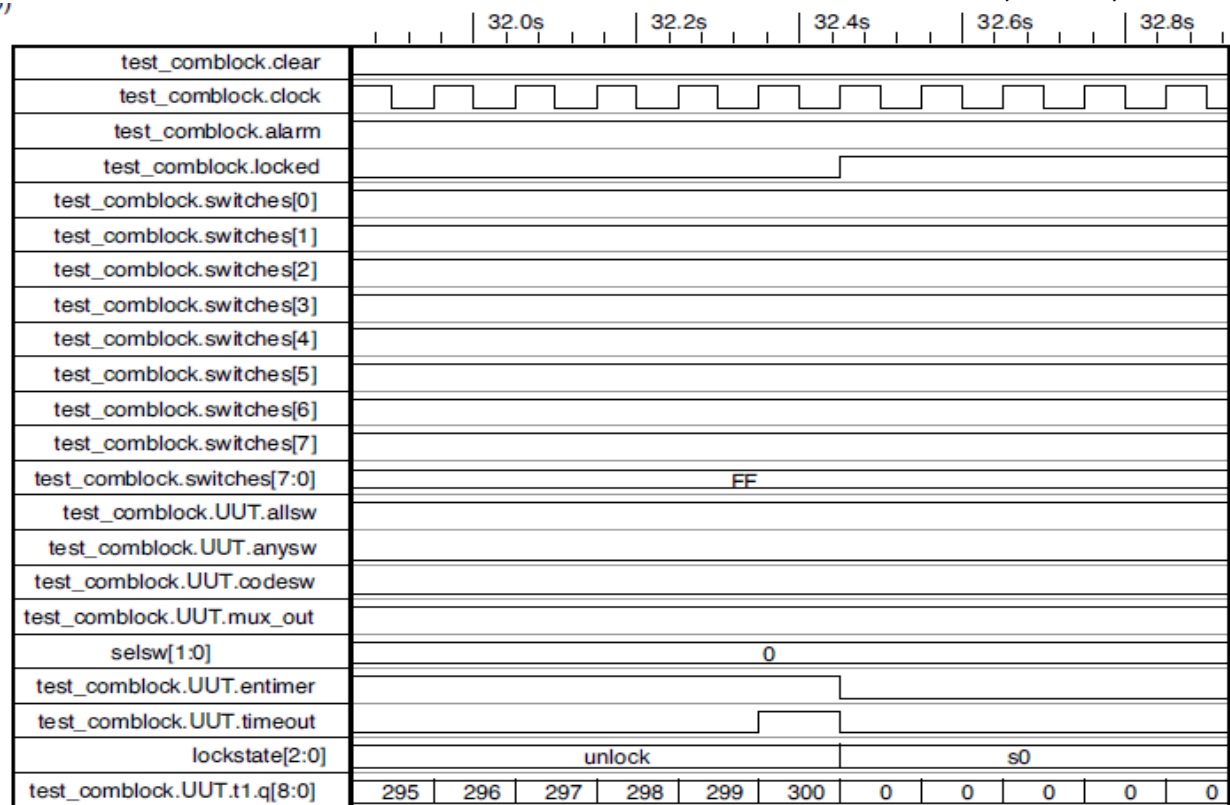 32.0s 32.2s 32.4s 32.6s 32.8s
test_comblock.clear
test_comblock.clock
test_comblock.alarm
test_comblock.locked
test_comblock.switches[0]
test_comblock.switches[1]
test_comblock.switches[2]
test_comblock.switches[3]
test_comblock.switches[4]
test_comblock.switches[5]
test_comblock.switches[6]
test_comblock.switches[7]
test_comblock.switches[7:0] FF
test_comblock.UUT.allsw
test_comblock.UUT.anysw
test_comblock.UUT.codesw
test_comblock.UUT.mux_out
selsw[1:0] 0
test_comblock.UUT.entimer
test_comblock.UUT.timeout
lockstate[2:0] unlock s0
test_comblock.UUT.t1.q[8:0] 295 296 297 298 299 300 0 0 0 0 0